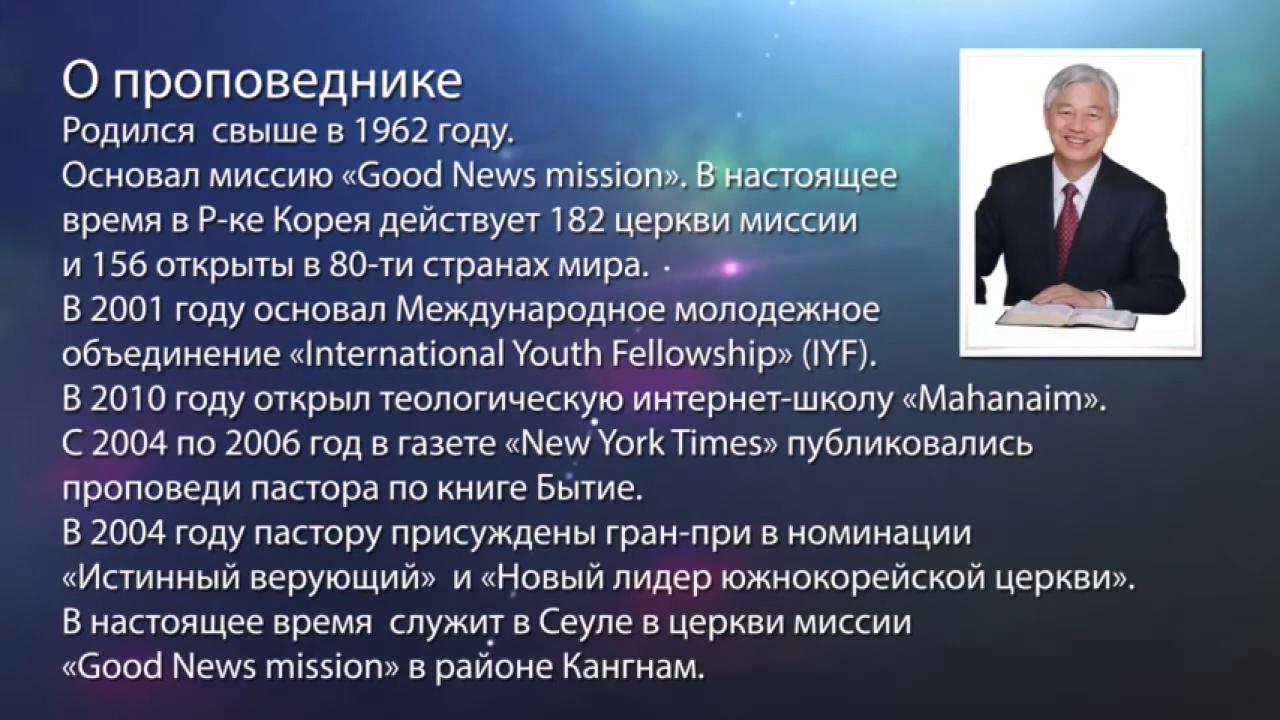 О проповеднике
Родился свыше в 1962 году.
Основал миссию «Good News mission». В настоящее
время в Р-ке Корея действует 182 церкви миссии
и 156 открыты в 80-ти странах мира.
В 2001 году основал Международное молодежное
объединение «International Youth Fellowship» (IYF).
В 2010 году открыл теологическую интернет-школу «Mahanaim».
С 2004 по 2006 год в газете «New York Times» публиковались
проповеди пастора по книге Бытие.
В 2004 году пастору присуждены гран-при в номинации
«Истинный верующий» и «Новый лидер южнокорейской церкви».
В настоящее время служит в Сеуле в церкви миссии
«Good News mission» в районе Кангнам.